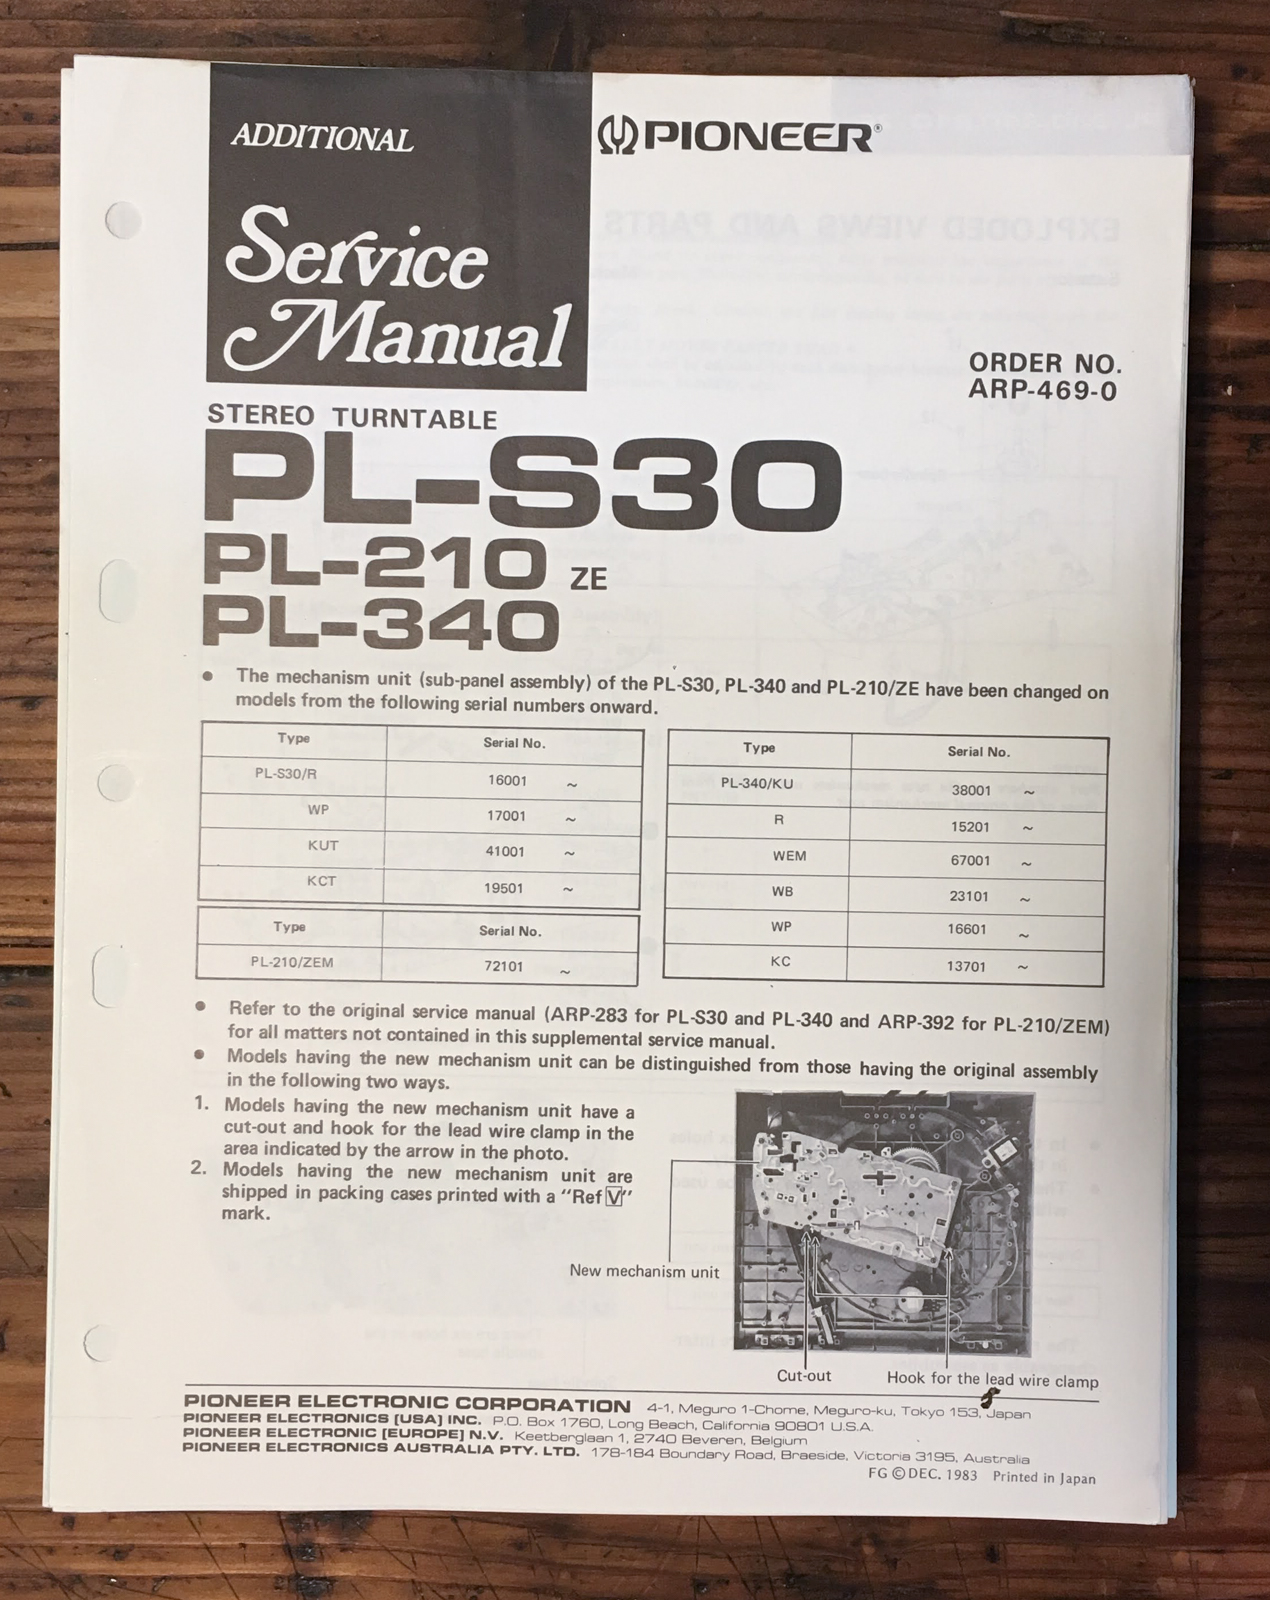 ADDITIONAL
Service
Manual
PIONEER®
ORDER NO.
ARP-469-0
STEREO TURNTABLE
PL-S30
PL-210 ZE
PL-340
● The mechanism unit (sub-panel assembly) of the PL-S30, PL-340 and PL-210/ZE have been changed on
models from the following serial numbers onward.
Type Serial No.
PL-S30/R 16001 ~
WP 17001 ~
KUT 41001 ~
KCT 19501 ~
Type Serial No.
PL-210/ZEM 72101 ~
Type Serial No.
PL-340/KU 38001 ~
R 15201 ~
WEM 67001 ~
WB 23101 ~
WP 16601 ~
KC 13701 ~
● Refer to the original service manual (ARP-283 for PL-S30 and PL-340 and ARP-392 for PL-210/ZEM)
for all matters not contained in this supplemental service manual.
● Models having the new mechanism unit can be distinguished from those having the original assembly
in the following two ways.
1. Models having the new mechanism unit have a
cut-out and hook for the lead wire clamp in the
area indicated by the arrow in the photo.
2. Models having the new mechanism unit are
shipped in packing cases printed with a “Ref V”
mark.
New mechanism unit
Cut-out
Hook for the lead wire clamp
PIONEER ELECTRONIC CORPORATION 4-1, Meguro 1-Chome, Meguro-ku, Tokyo 153, Japan
PIONEER ELECTRONICS [USA] INC. P.O. Box 1760, Long Beach, California 90801 U.S.A.
PIONEER ELECTRONIC [EUROPE] N.V. Keetberglaan 1, 2740 Beveren, Belgium
PIONEER ELECTRONICS AUSTRALIA PTY. LTD. 178-184 Boundary Road, Braeside, Victoria 3195, Australia
FG © DEC. 1983 Printed in Japan
EXPLODED VIEWS AND PARTS